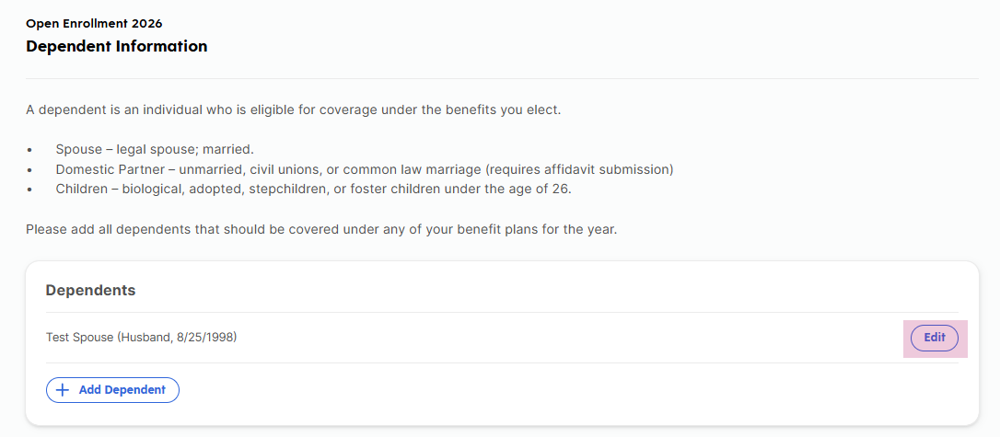 Open Enrollment 2026
Dependent Information
A dependent is an individual who is eligible for coverage under the benefits you elect.
• Spouse – legal spouse; married.
• Domestic Partner – unmarried, civil unions, or common law marriage (requires affidavit submission)
• Children – biological, adopted, stepchildren, or foster children under the age of 26.
Please add all dependents that should be covered under any of your benefit plans for the year.
Dependents
Test Spouse (Husband, 8/25/1998)
Edit
+ Add Dependent